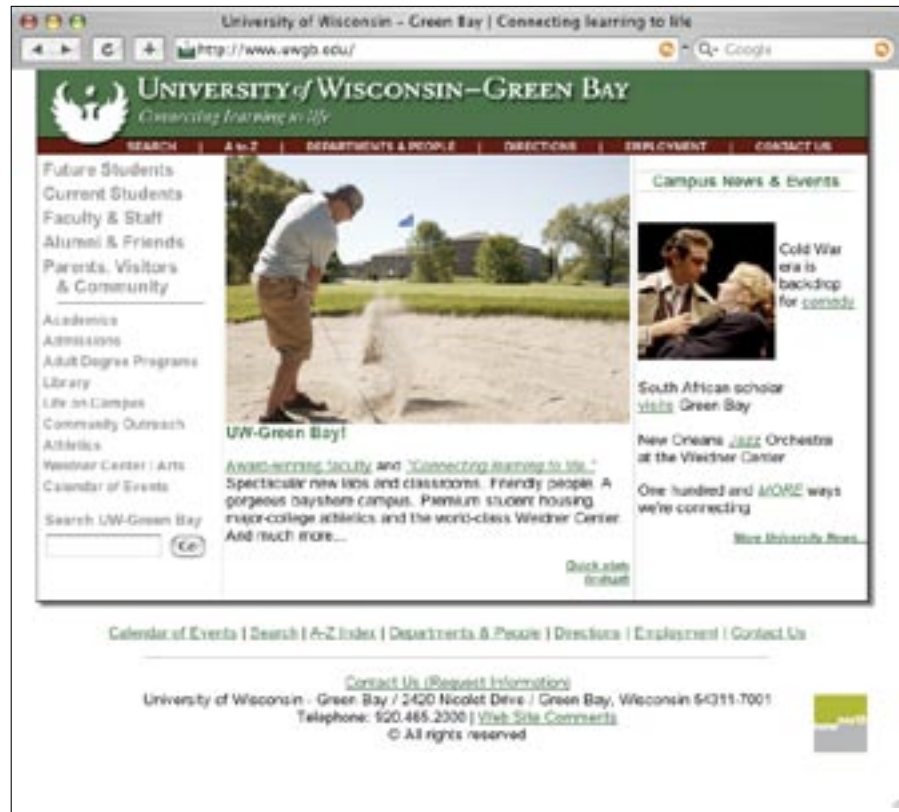 University of Wisconsin - Green Bay | Connecting learning to life
http://www.uwgb.edu/
Google
UNIVERSITY of WISCONSIN–GREEN BAY
Connecting learning to life
SEARCH | A to Z | DEPARTMENTS & PEOPLE | DIRECTIONS | EMPLOYMENT | CONTACT US
Future Students
Current Students
Faculty & Staff
Alumni & Friends
Parents, Visitors
& Community
Academics
Admissions
Adult Degree Programs
Library
Life on Campus
Community Outreach
Athletics
Weidner Center / Arts
Calendar of Events
Search UW-Green Bay
Go
UW-Green Bay!
Award-winning faculty and "Connecting learning to life."
Spectacular new labs and classrooms. Friendly people. A
gorgeous bayshore campus. Premium student housing,
major-college athletics and the world-class Weidner Center.
And much more...
Campus News & Events
Cold War
era is
backdrop
for comedy
South African scholar
visits Green Bay
New Orleans Jazz Orchestra
at the Weidner Center
One hundred and MORE ways
we're connecting
More University News...
Calendar of Events | Search | A-Z Index | Departments & People | Directions | Employment | Contact Us
Contact Us (Request Information)
University of Wisconsin - Green Bay / 2420 Nicolet Drive / Green Bay, Wisconsin 54311-7001
Telephone: 920.465.2000 | Web Site Comments
© All rights reserved